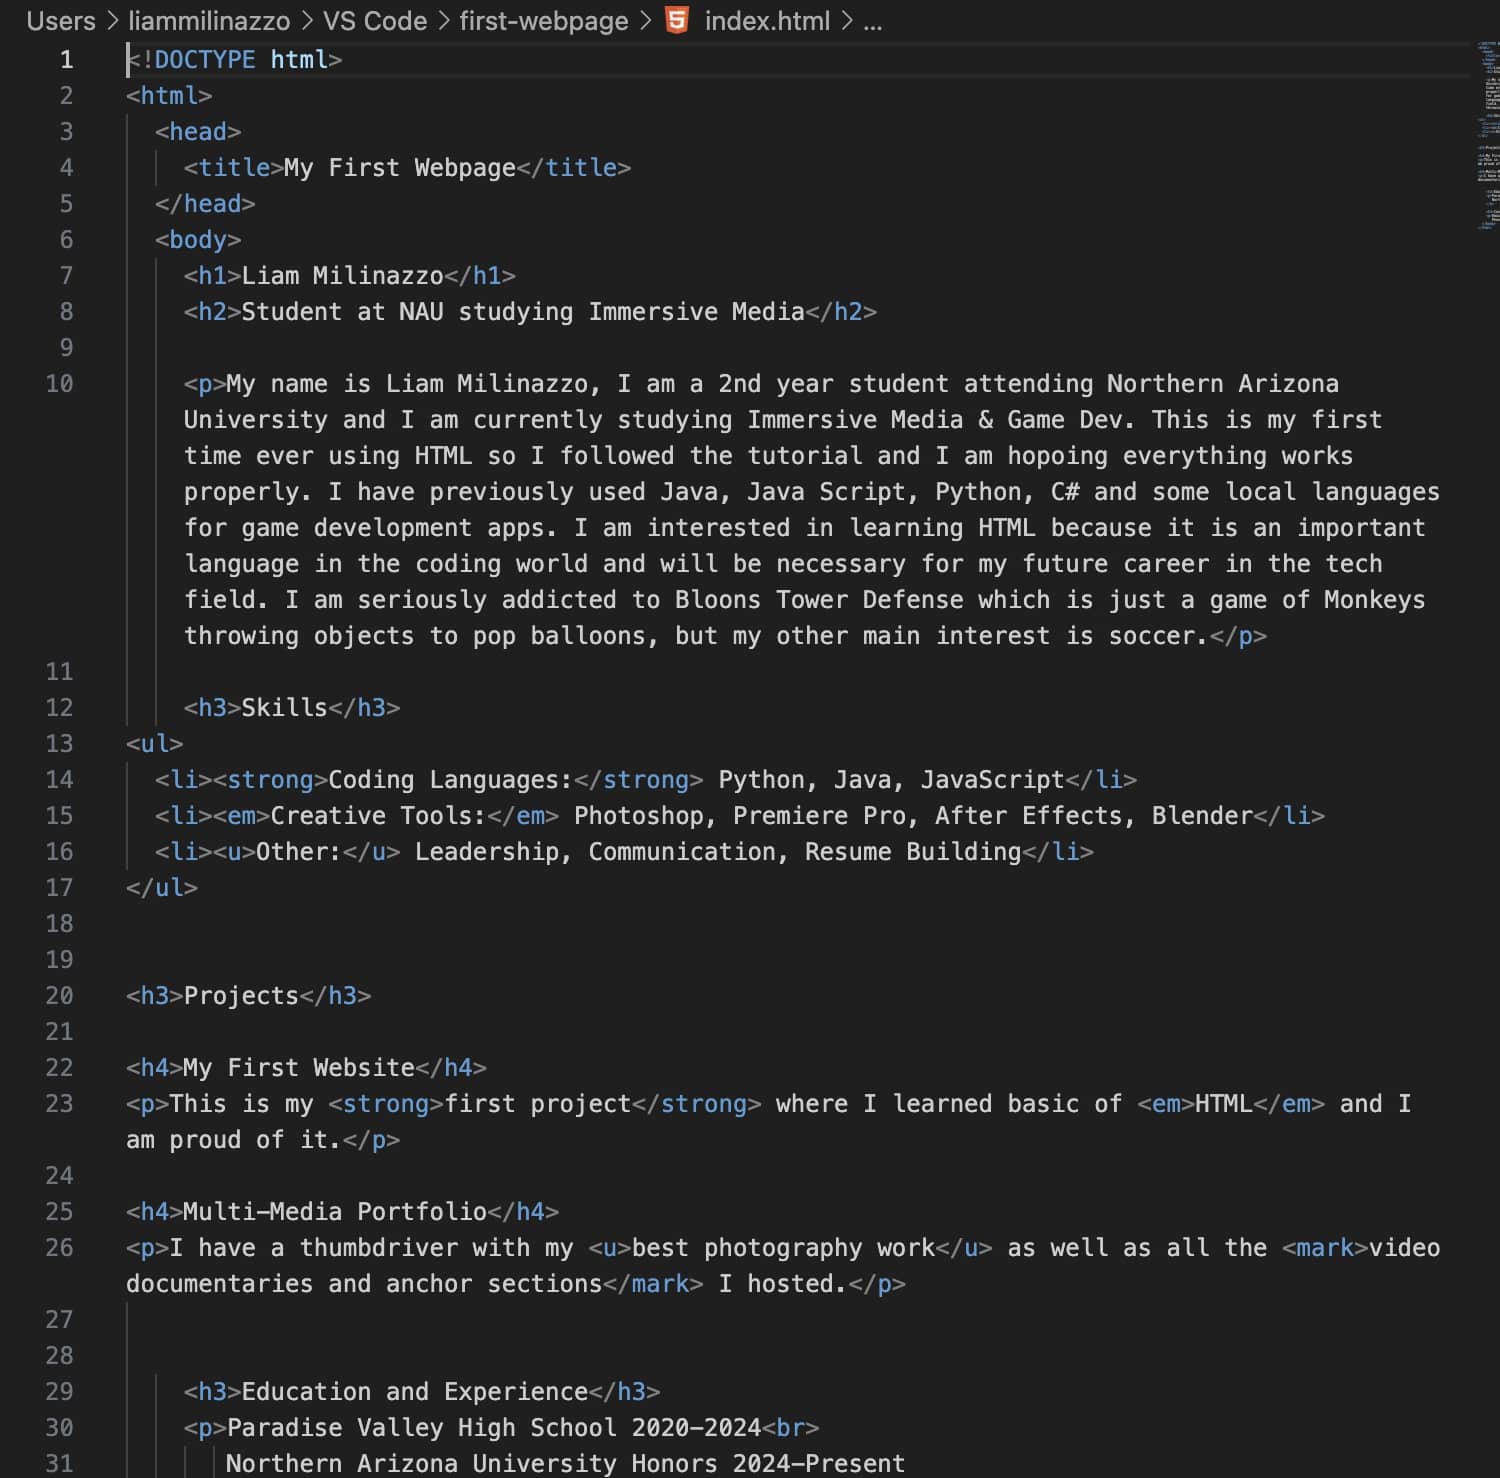 Users > liammilinazzo > VS Code > first-webpage > index.html > ...
1 <!DOCTYPE html>
2 <html>
3 <head>
4 <title>My First Webpage</title>
5 </head>
6 <body>
7 <h1>Liam Milinazzo</h1>
8 <h2>Student at NAU studying Immersive Media</h2>
9
10 <p>My name is Liam Milinazzo, I am a 2nd year student attending Northern Arizona
University and I am currently studying Immersive Media & Game Dev. This is my first
time ever using HTML so I followed the tutorial and I am hopoing everything works
properly. I have previously used Java, Java Script, Python, C# and some local languages
for game development apps. I am interested in learning HTML because it is an important
language in the coding world and will be necessary for my future career in the tech
field. I am seriously addicted to Bloons Tower Defense which is just a game of Monkeys
throwing objects to pop balloons, but my other main interest is soccer.</p>
11
12 <h3>Skills</h3>
13 <ul>
14 <li><strong>Coding Languages:</strong> Python, Java, JavaScript</li>
15 <li><em>Creative Tools:</em> Photoshop, Premiere Pro, After Effects, Blender</li>
16 <li><u>Other:</u> Leadership, Communication, Resume Building</li>
17 </ul>
18
19
20 <h3>Projects</h3>
21
22 <h4>My First Website</h4>
23 <p>This is my <strong>first project</strong> where I learned basic of <em>HTML</em> and I
am proud of it.</p>
24
25 <h4>Multi-Media Portfolio</h4>
26 <p>I have a thumbdriver with my <u>best photography work</u> as well as all the <mark>video
documentaries and anchor sections</mark> I hosted.</p>
27
28
29 <h3>Education and Experience</h3>
30 <p>Paradise Valley High School 2020-2024<br>
31 Northern Arizona University Honors 2024-Present